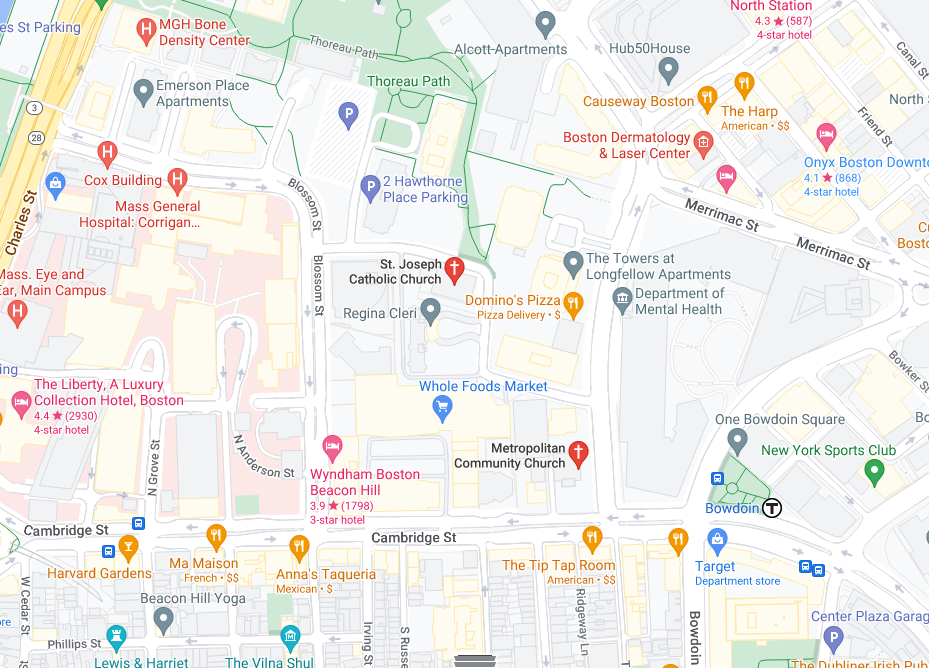 es St Parking
MGH Bone
Density Center
Thoreau Path
Alcott-Apartments
Hub50House
North Station
4.3 ★ (587)
4-star hotel
Canal St
Emerson Place
Apartments
Thoreau Path
P
Causeway Boston
The Harp
American • $$
North S
Friend St
3
28
H
Cox Building
H
Mass General
Hospital: Corrigan...
Charles St
Blossom St
P
2 Hawthorne
Place Parking
Boston Dermatology
& Laser Center
Onyx Boston Downto
4.1 ★ (868)
4-star hotel
Merrimac St
Merrimac St
Mass. Eye and
Ear, Main Campus
H
Blossom St
St. Joseph
Catholic Church
Regina Cleri
The Towers at
Longfellow Apartments
Domino's Pizza
Pizza Delivery • $
Department of
Mental Health
Bosto
Bowker St
ing
The Liberty, A Luxury
Collection Hotel, Boston
4.4 ★ (2930)
4-star hotel
Whole Foods Market
One Bowdoin Square
Bo
N Grove St
N Anderson St
Wyndham Boston
Beacon Hill
3.9 ★ (1798)
3-star hotel
Metropolitan
Community Church
New York Sports Club
Bowdoin
T
Cambridge St
Cambridge St
Harvard Gardens
Ma Maison
French • $$
Anna's Taqueria
Mexican • $
The Tip Tap Room
American • $$
Target
Department store
W Cedar St
Beacon Hill Yoga
Phillips St
Irving St
S Russe
Ridgeway Ln
T
Bowdoin
Center Plaza Garag
P
ore
Lewis & Harriet
The Vilna Shul
The Dubliner Irish Pub